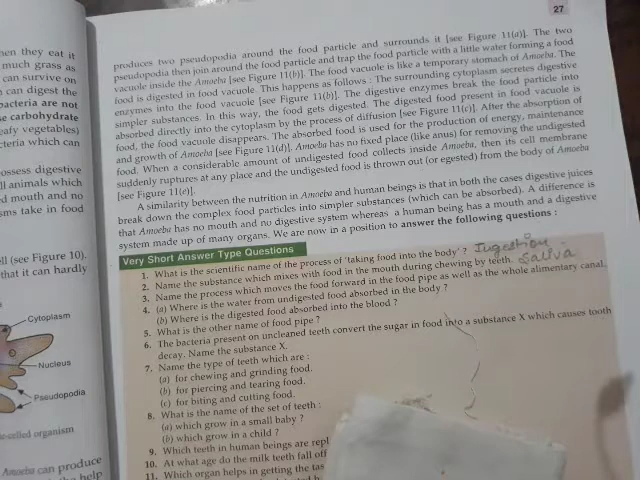 27
hen they eat it
much grass as
can survive on
n can digest the
bacteria are not
e carbohydrate
eafy vegetables)
cteria which can
ossess digestive
ll animals which
d mouth and no
sms take in food
ll (see Figure 10).
that it can hardly
Cytoplasm
Nucleus
Pseudopodia
e-celled organism
Amoeba can produce
help
produces two pseudopodia around the food particle and surrounds it [see Figure 11(a)]. The two
pseudopodia then join around the food particle and trap the food particle with a little water forming a food
vacuole inside the Amoeba [see Figure 11(b)]. The food vacuole is like a temporary stomach of Amoeba. The
food is digested in food vacuole. This happens as follows : The surrounding cytoplasm secretes digestive
enzymes into the food vacuole [see Figure 11(b)]. The digestive enzymes break the food particle into
simpler substances. In this way, the food gets digested. The digested food present in food vacuole is
absorbed directly into the cytoplasm by the process of diffusion [see Figure 11(c)]. After the absorption of
food, the food vacuole disappears. The absorbed food is used for the production of energy, maintenance
and growth of Amoeba [see Figure 11(d)]. Amoeba has no fixed place (like anus) for removing the undigested
food. When a considerable amount of undigested food collects inside Amoeba, then its cell membrane
suddenly ruptures at any place and the undigested food is thrown out (or egested) from the body of Amoeba
[see Figure 11(e)].
A similarity between the nutrition in Amoeba and human beings is that in both the cases digestive juices
break down the complex food particles into simpler substances (which can be absorbed). A difference is
that Amoeba has no mouth and no digestive system whereas a human being has a mouth and a digestive
system made up of many organs. We are now in a position to answer the following questions :
Very Short Answer Type Questions
1. What is the scientific name of the process of 'taking food into the body' ? Ingestion
2. Name the substance which mixes with food in the mouth during chewing by teeth. Saliva
3. Name the process which moves the food forward in the food pipe as well as the whole alimentary canal.
4. (a) Where is the water from undigested food absorbed in the body ?
(b) Where is the digested food absorbed into the blood ?
5. What is the other name of food pipe ?
6. The bacteria present on uncleaned teeth convert the sugar in food into a substance X which causes tooth
decay. Name the substance X.
7. Name the type of teeth which are :
(a) for chewing and grinding food.
(b) for piercing and tearing food.
(c) for biting and cutting food.
8. What is the name of the set of teeth :
(a) which grow in a small baby ?
(b) which grow in a child ?
9. Which teeth in human beings are repl
10. At what age do the milk teeth fall off
11. Which organ helps in getting the tas